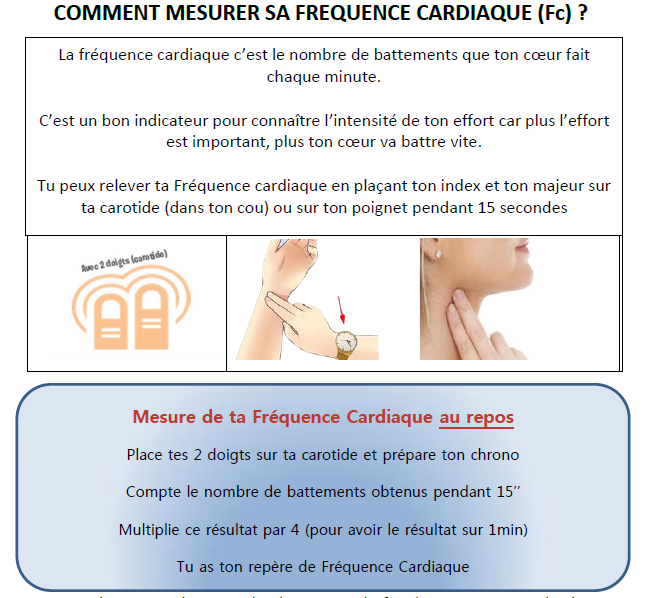 COMMENT MESURER SA FREQUENCE CARDIAQUE (Fc) ?
La fréquence cardiaque c’est le nombre de battements que ton cœur fait
chaque minute.
C’est un bon indicateur pour connaître l’intensité de ton effort car plus l’effort
est important, plus ton cœur va battre vite.
Tu peux relever ta Fréquence cardiaque en plaçant ton index et ton majeur sur
ta carotide (dans ton cou) ou sur ton poignet pendant 15 secondes
Avec 2 doigts (carotide)
Mesure de ta Fréquence Cardiaque au repos
Place tes 2 doigts sur ta carotide et prépare ton chrono
Compte le nombre de battements obtenus pendant 15’’
Multiplie ce résultat par 4 (pour avoir le résultat sur 1min)
Tu as ton repère de Fréquence Cardiaque